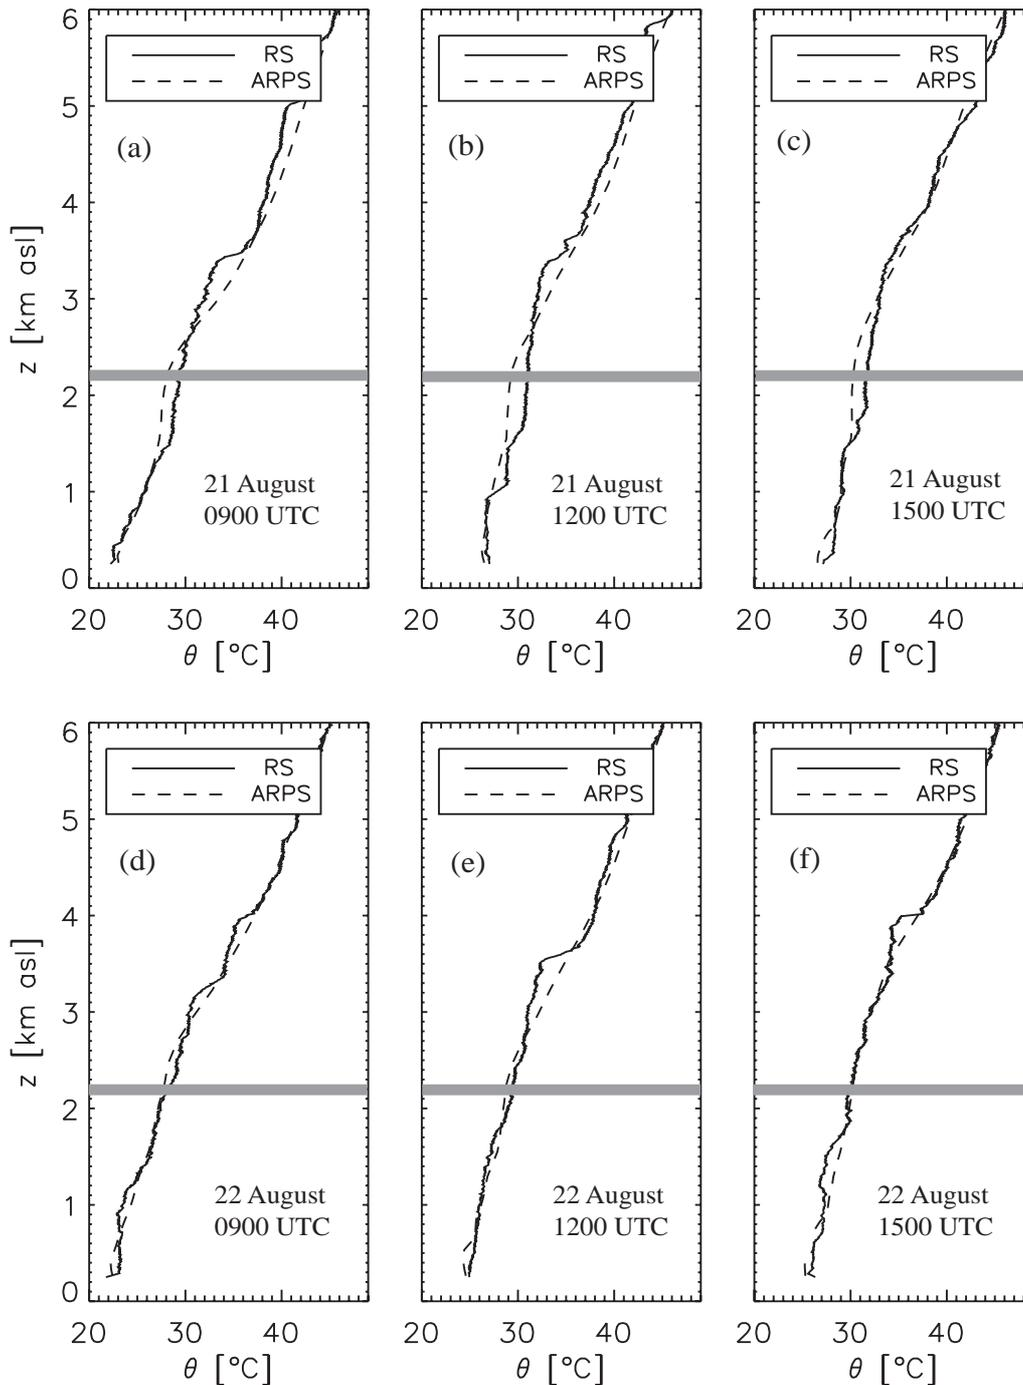 6
5
4
3
2
1
0
z [km asl]
RS
ARPS
(a)
21 August
0900 UTC
20 30 40
θ [°C]
RS
ARPS
(b)
21 August
1200 UTC
20 30 40
θ [°C]
RS
ARPS
(c)
21 August
1500 UTC
20 30 40
θ [°C]
6
5
4
3
2
1
0
z [km asl]
RS
ARPS
(d)
22 August
0900 UTC
20 30 40
θ [°C]
RS
ARPS
(e)
22 August
1200 UTC
20 30 40
θ [°C]
RS
ARPS
(f)
22 August
1500 UTC
20 30 40
θ [°C]